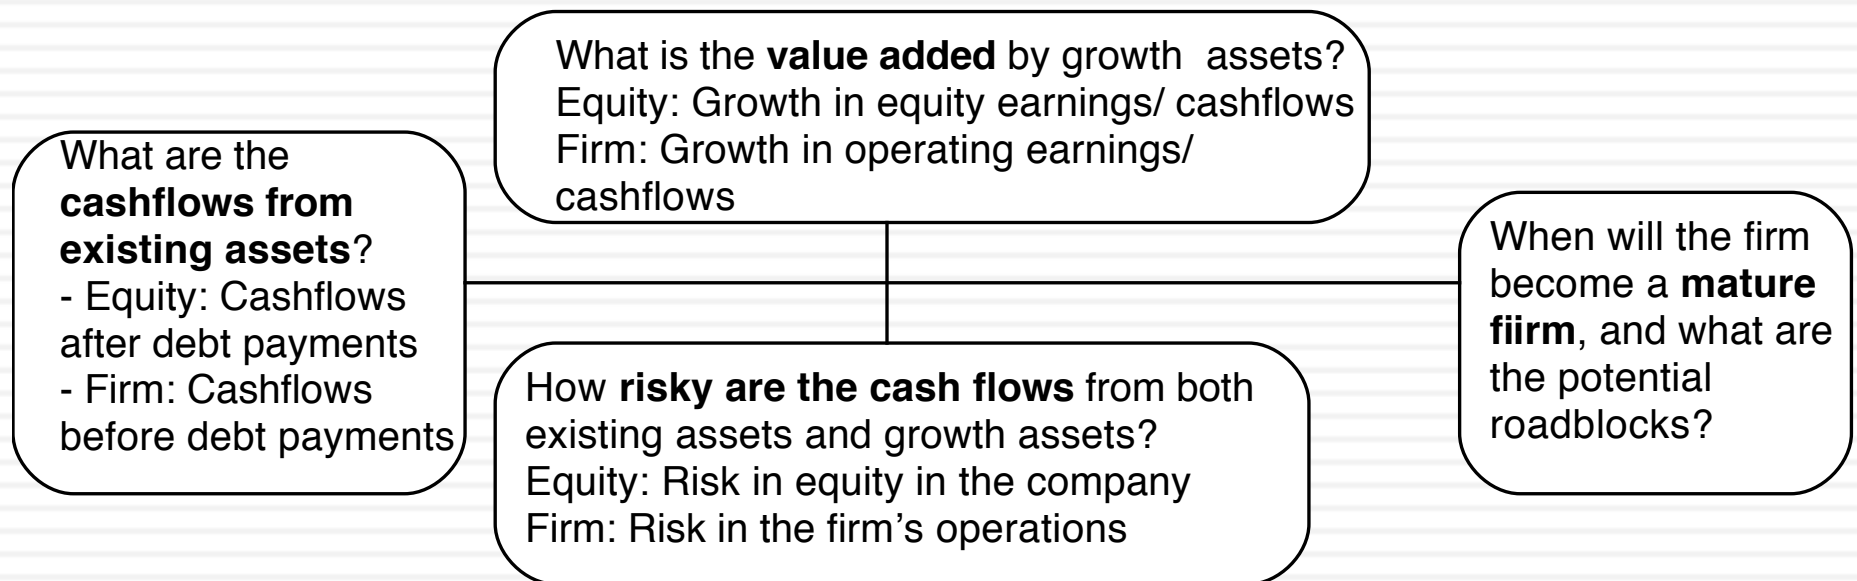 What is the value added by growth  assets?
Equity: Growth in equity earnings/ cashflows
Firm: Growth in operating earnings/
cashflows
What are the
cashflows from
existing assets?
- Equity: Cashflows
after debt payments
- Firm: Cashflows
before debt payments
How risky are the cash flows from both
existing assets and growth assets?
Equity: Risk in equity in the company
Firm: Risk in the firm’s operations
When will the firm
become a mature
fiirm, and what are
the potential
roadblocks?